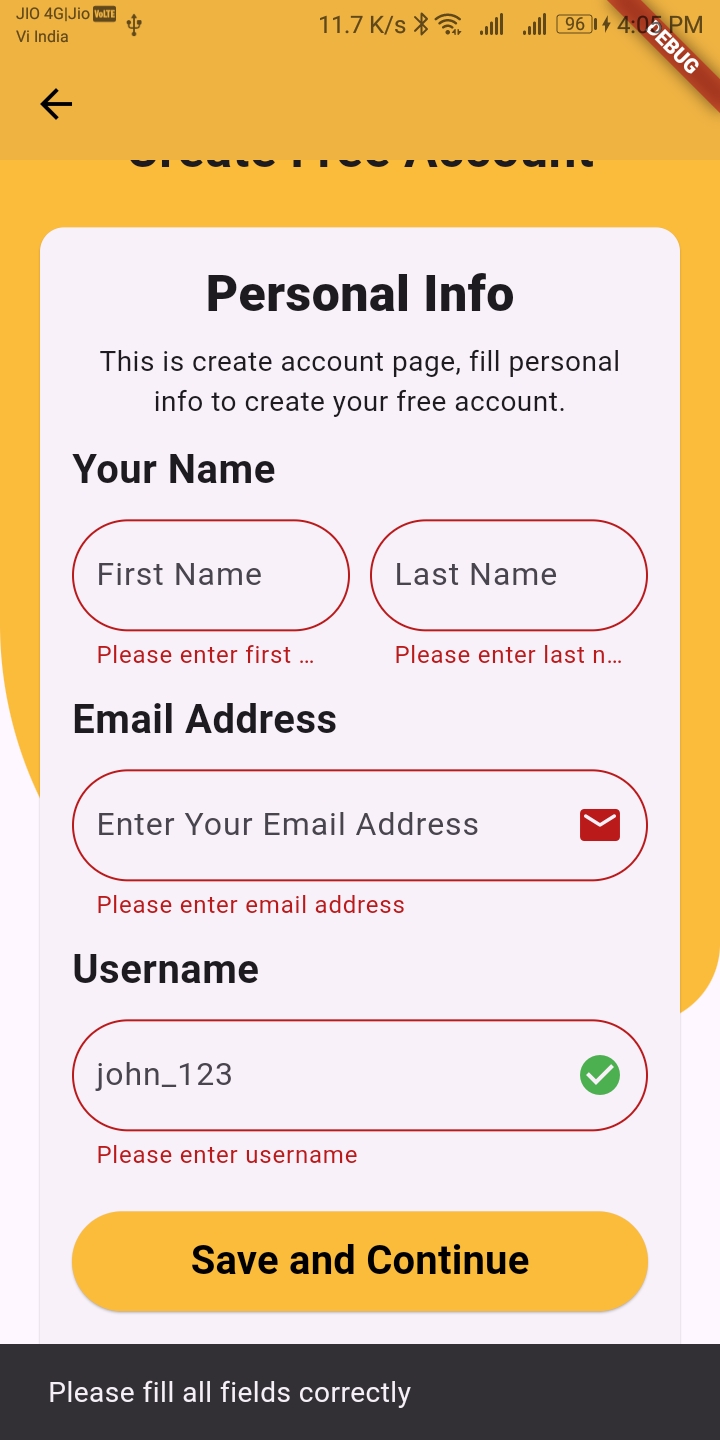 JIO 4G|Jio VoLTE
Vi India
11.7 K/s 96 4:05 PM
DEBUG
Create Free Account
Personal Info
This is create account page, fill personal
info to create your free account.
Your Name
First Name Last Name
Please enter first … Please enter last n…
Email Address
Enter Your Email Address
Please enter email address
Username
john_123
Please enter username
Save and Continue
Please fill all fields correctly